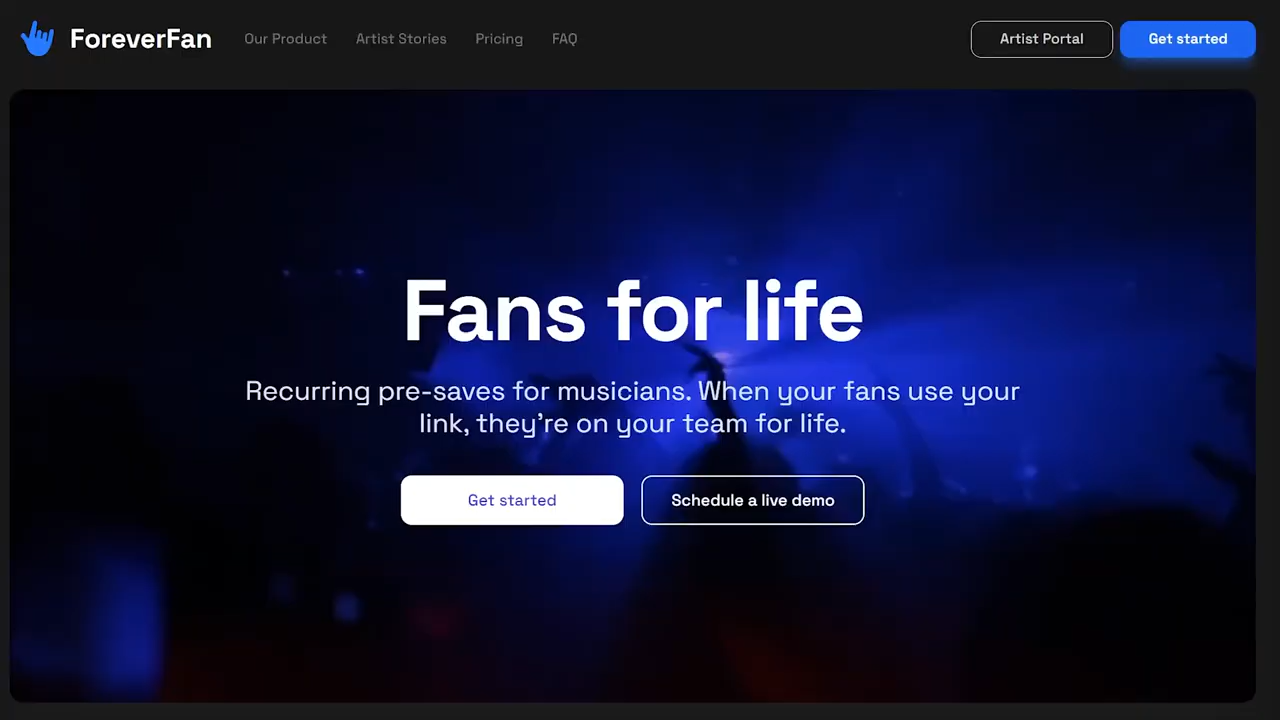 ForeverFan
Our Product
Artist Stories
Pricing
FAQ
Artist Portal
Get started
Fans for life
Recurring pre-saves for musicians. When your fans use your
link, they’re on your team for life.
Get started
Schedule a live demo